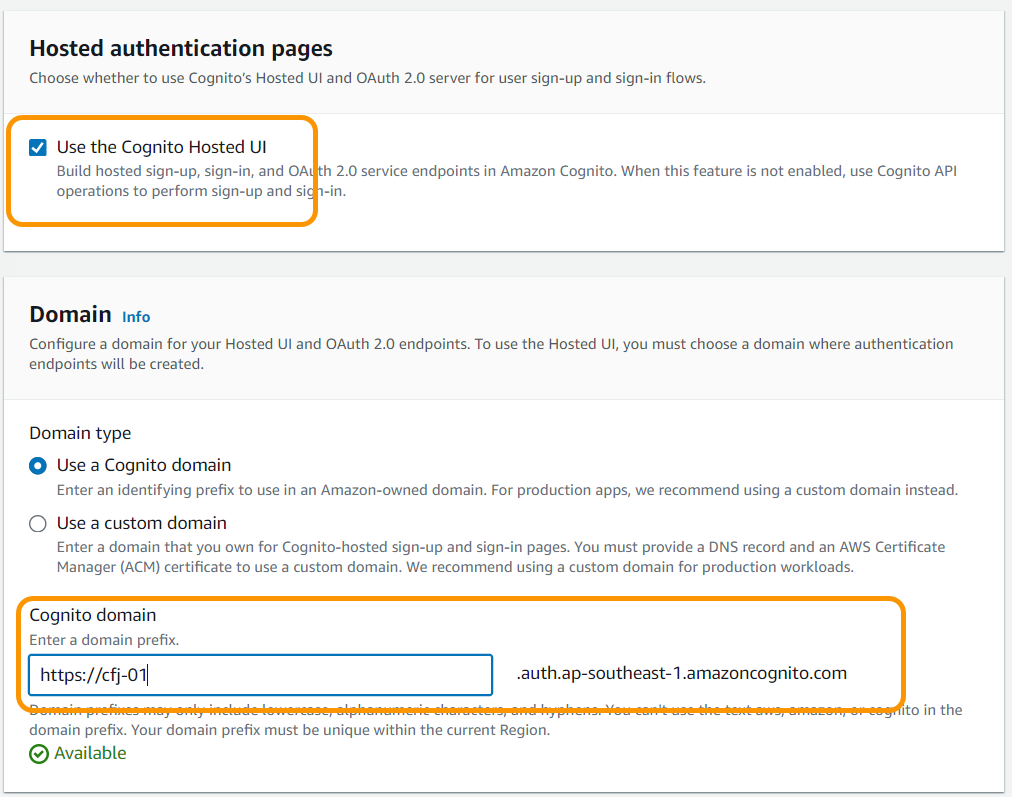 Hosted authentication pages
Choose whether to use Cognito’s Hosted UI and OAuth 2.0 server for user sign-up and sign-in flows.
Use the Cognito Hosted UI
Build hosted sign-up, sign-in, and OAuth 2.0 service endpoints in Amazon Cognito. When this feature is not enabled, use Cognito API
operations to perform sign-up and sign-in.
Domain Info
Configure a domain for your Hosted UI and OAuth 2.0 endpoints. To use the Hosted UI, you must choose a domain where authentication
endpoints will be created.
Domain type
Use a Cognito domain
Enter an identifying prefix to use in an Amazon-owned domain. For production apps, we recommend using a custom domain instead.
Use a custom domain
Enter a domain that you own for Cognito-hosted sign-up and sign-in pages. You must provide a DNS record and an AWS Certificate
Manager (ACM) certificate to use a custom domain. We recommend using a custom domain for production workloads.
Cognito domain
Enter a domain prefix.
https://cfj-01 .auth.ap-southeast-1.amazoncognito.com
Domain prefixes may only include lowercase, alphanumeric characters, and hyphens. You can't use the text aws, amazon, or cognito in the
domain prefix. Your domain prefix must be unique within the current Region.
Available